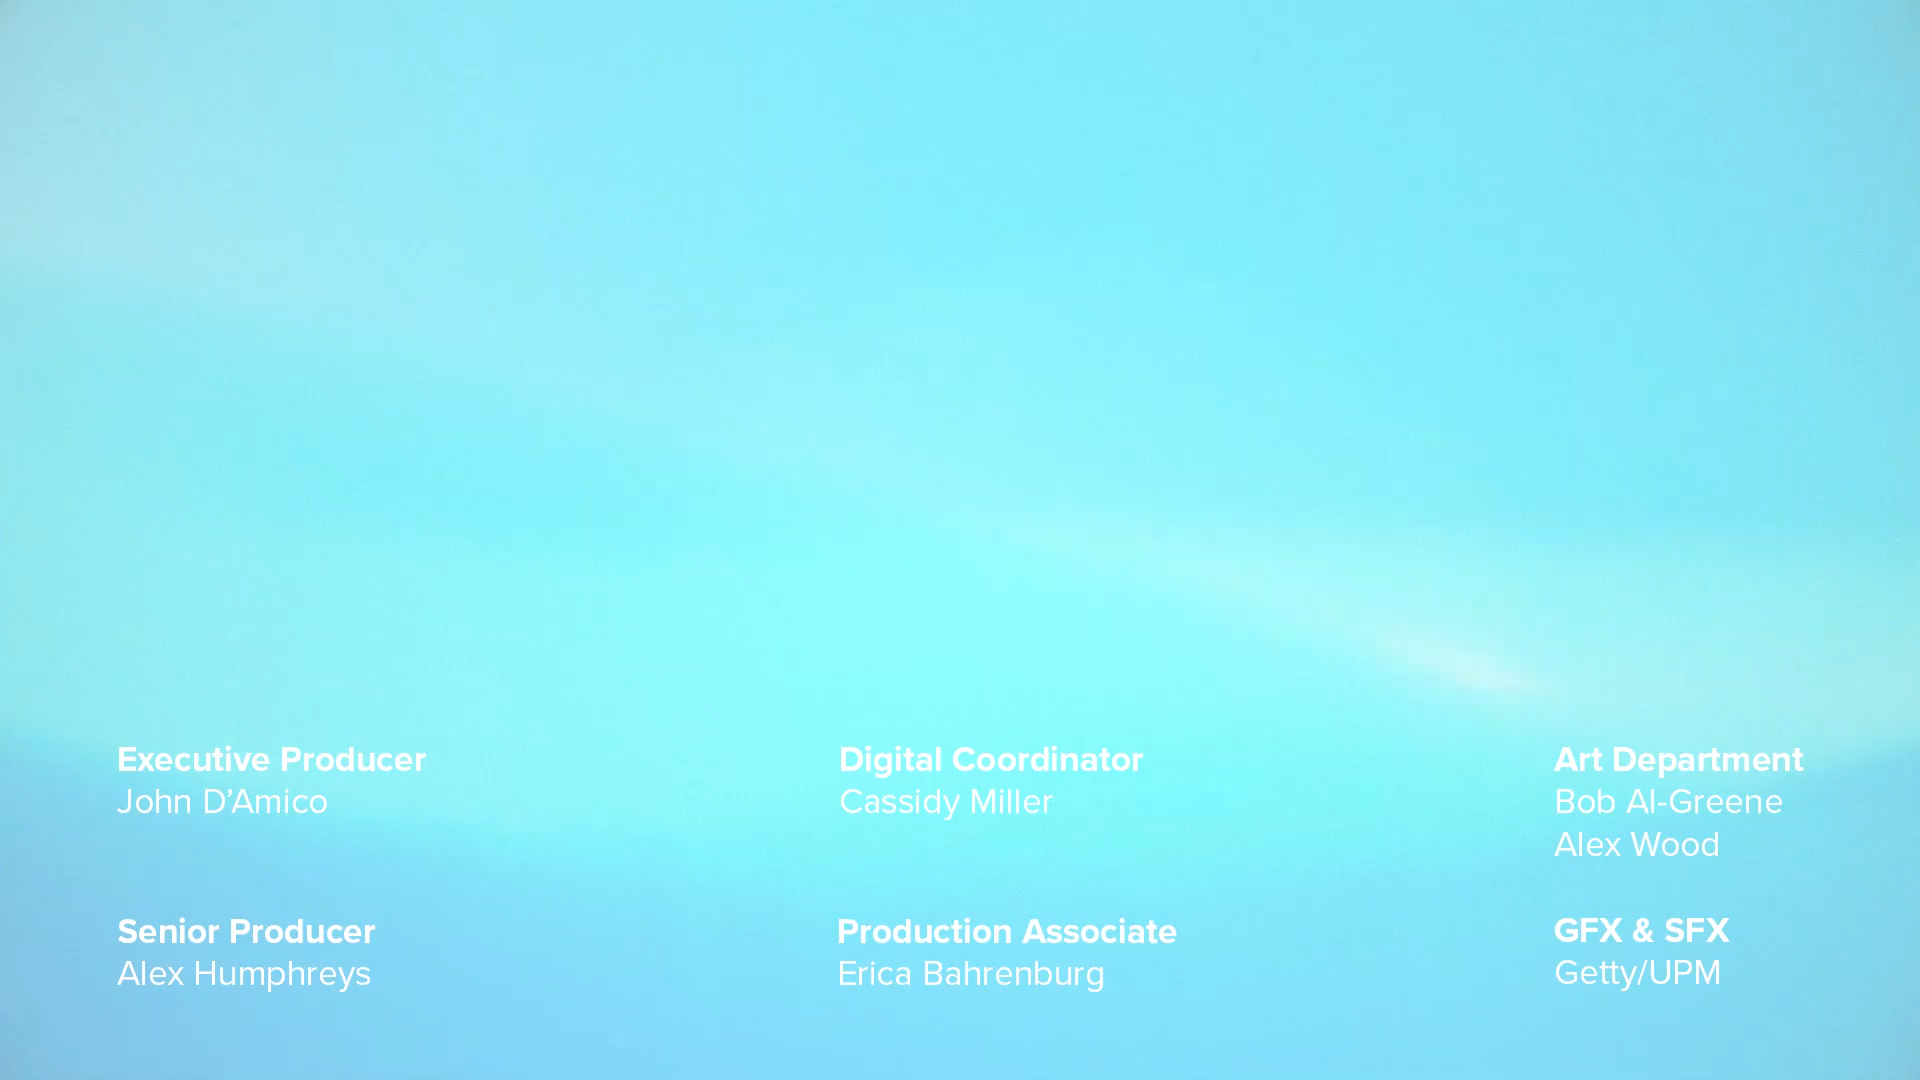 Executive Producer
John D’Amico
Senior Producer
Alex Humphreys
Digital Coordinator
Cassidy Miller
Production Associate
Erica Bahrenburg
Art Department
Bob Al-Greene
Alex Wood
GFX & SFX
Getty/UPM